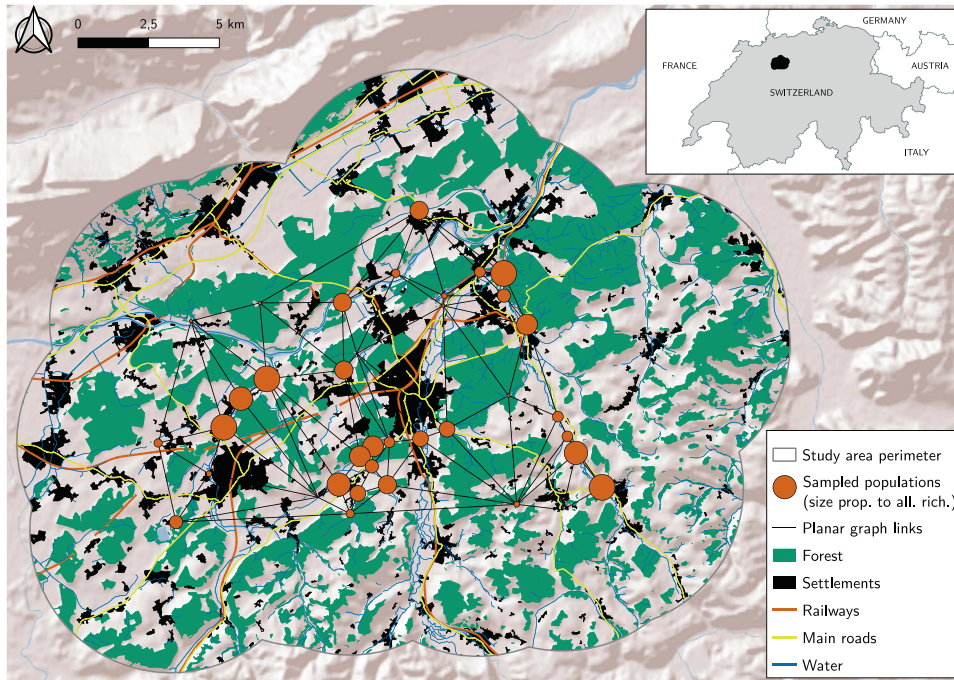 0 2,5 5 km
GERMANY
FRANCE
AUSTRIA
SWITZERLAND
ITALY
Study area perimeter
Sampled populations
(size prop. to all. rich.)
Planar graph links
Forest
Settlements
Railways
Main roads
Water